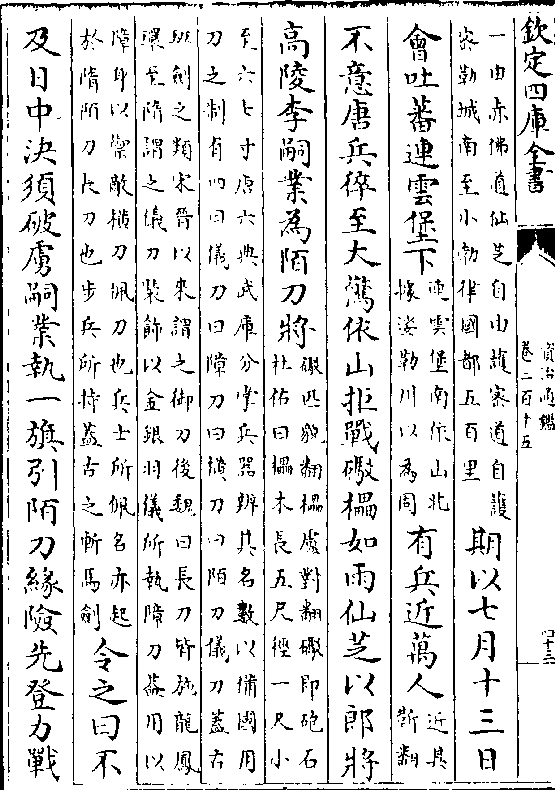 欽定四庫全書
資治通鑑
卷二百十五
四十三
一由赤佛道仙芝自由護密道自護
密勒城南至小勃律國都五百里
期以七月十三日
會吐蕃連雲堡下
連雲堡南依山北
據娑勒川以為固
有兵近萬人
近其
靳翻
不意唐兵猝至大驚依山拒戰礮櫑如雨仙芝以郎將
高陵李嗣業為陌刀將
礮匹貌翻櫑盧對翻礮即砲石
杜佑曰櫑木長五尺徑一尺小
至六七寸唐六典武庫分掌兵器辨其名數以備國用
刀之制有四曰儀刀曰障刀曰横刀曰陌刀儀刀蓋古
班劍之類宋晉以來謂之御刀後魏曰長刀皆施龍鳳
環至隋謂之儀刀裝飾以金銀羽儀所執障刀蓋用以
障身以禦敵横刀佩刀也兵士所佩名亦起
於隋陌刀長刀也步兵所持蓋古之斬馬劍
令之曰不
及日中決須破虜嗣業執一旗引陌刀緣險先登力戰